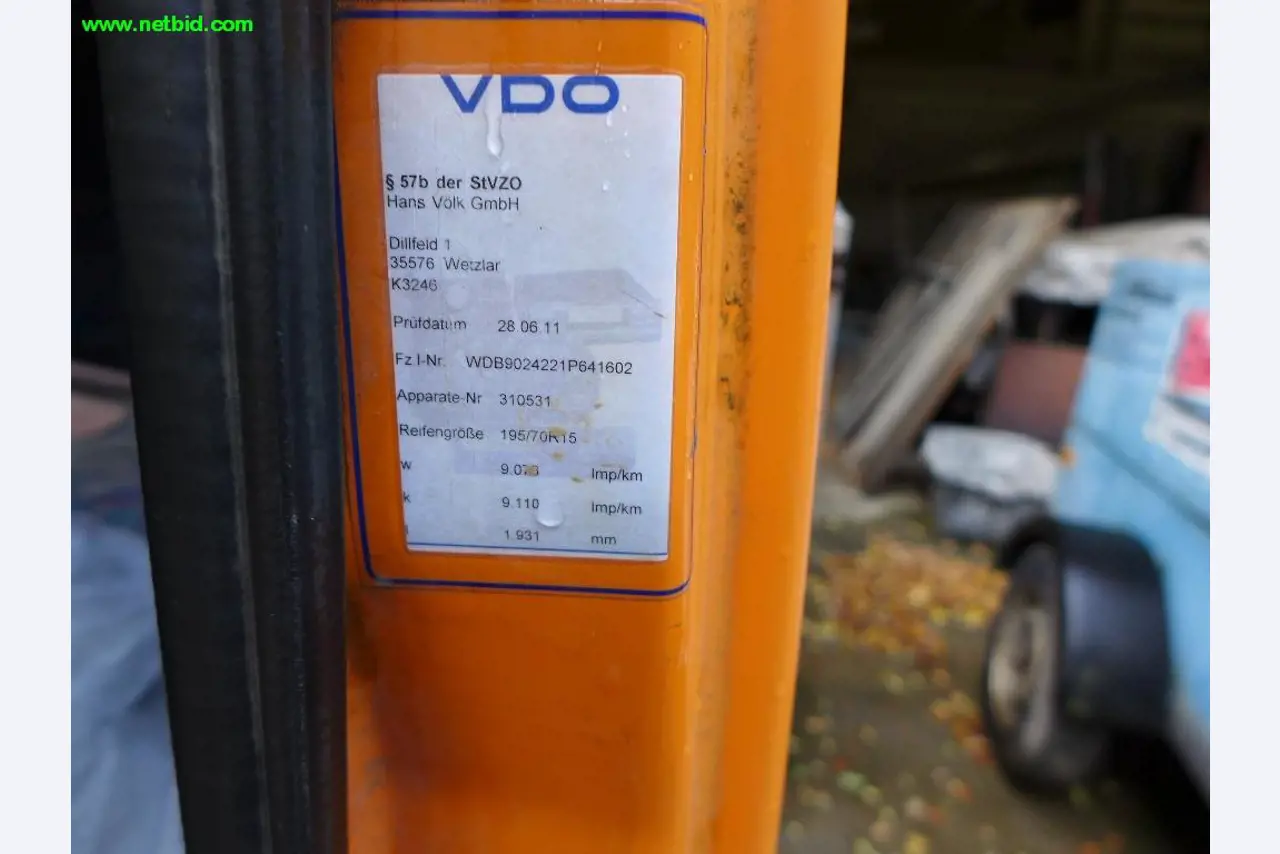 www.netbid.com
VDO
§ 57b der StVZO
Hans Völk GmbH
Dillfeld 1
35576 Wetzlar
K3246
Prüfdatum 28.06.11
Fz.I-Nr. WDB9024221P641602
Apparate-Nr 310531
Reifengröße 195/70R15
w Imp/km
k 9.110 Imp/km
1.931 mm